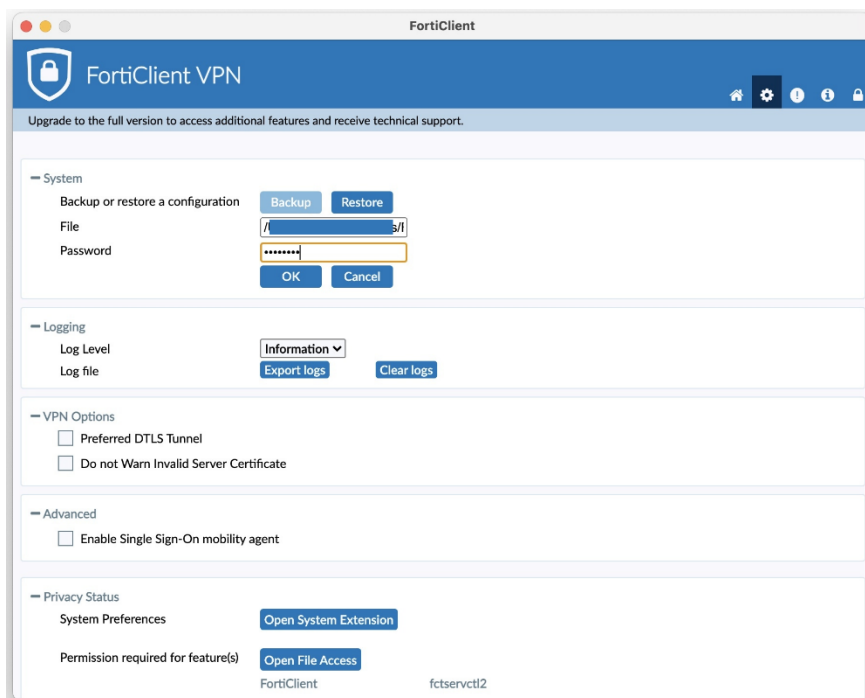 FortiClient
FortiClient VPN
Upgrade to the full version to access additional features and receive technical support.
System
Backup or restore a configuration Backup Restore
File
Password ••••••••
OK Cancel
Logging
Log Level Information
Log file Export logs Clear logs
VPN Options
Preferred DTLS Tunnel
Do not Warn Invalid Server Certificate
Advanced
Enable Single Sign-On mobility agent
Privacy Status
System Preferences Open System Extension
Permission required for feature(s) Open File Access
FortiClient fctservctl2